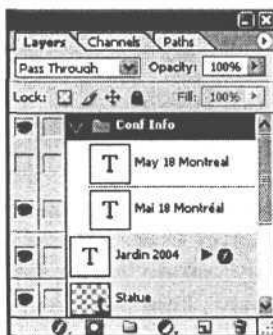 Layers Channels Paths
Pass Through Opacity: 100%
Lock: Fill: 100%
Conf Info
T May 18 Montreal
T Mai 18 Montréal
T Jardin 2004
Statue